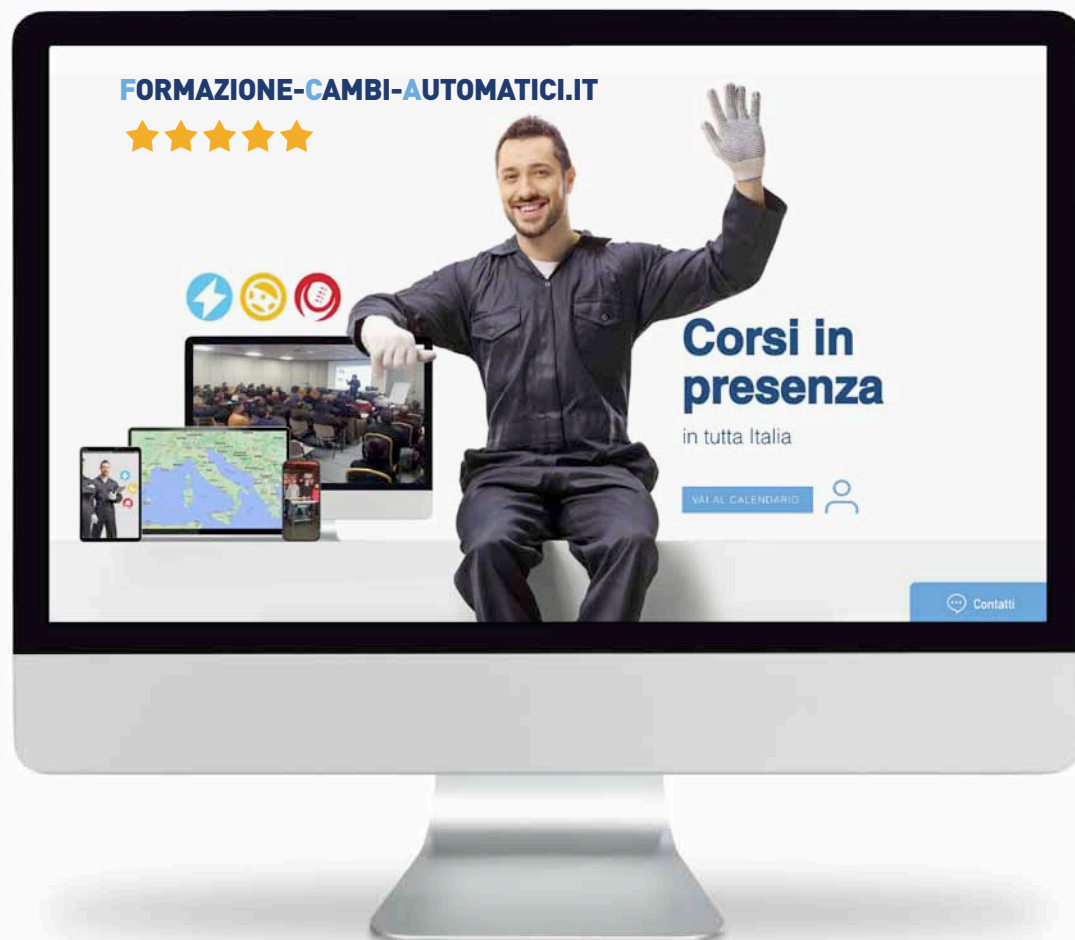 FORMAZIONE-CAMBI-AUTOMATICI.IT
Corsi in
presenza
in tutta Italia
VAI AL CALENDARIO
Contatti